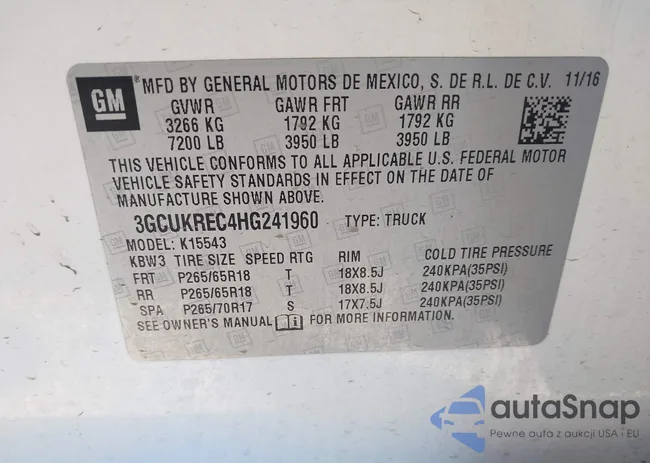 GM
MFD BY GENERAL MOTORS DE MEXICO, S. DE R.L. DE C.V. 11/16
GVWR GAWR FRT GAWR RR
3266 KG 1792 KG 1792 KG
7200 LB 3950 LB 3950 LB
THIS VEHICLE CONFORMS TO ALL APPLICABLE U.S. FEDERAL MOTOR
VEHICLE SAFETY STANDARDS IN EFFECT ON THE DATE OF
MANUFACTURE SHOWN ABOVE.
3GCUKREC4HG241960 TYPE: TRUCK
MODEL: K15543
KBW3 TIRE SIZE SPEED RTG RIM COLD TIRE PRESSURE
FRT P265/65R18 T 18X8.5J 240KPA(35PSI)
RR P265/65R18 T 18X8.5J 240KPA(35PSI)
SPA P265/70R17 S 17X7.5J 240KPA(35PSI)
SEE OWNER'S MANUAL FOR MORE INFORMATION.
autaSnap
Pewne auta z aukcji USA i EU